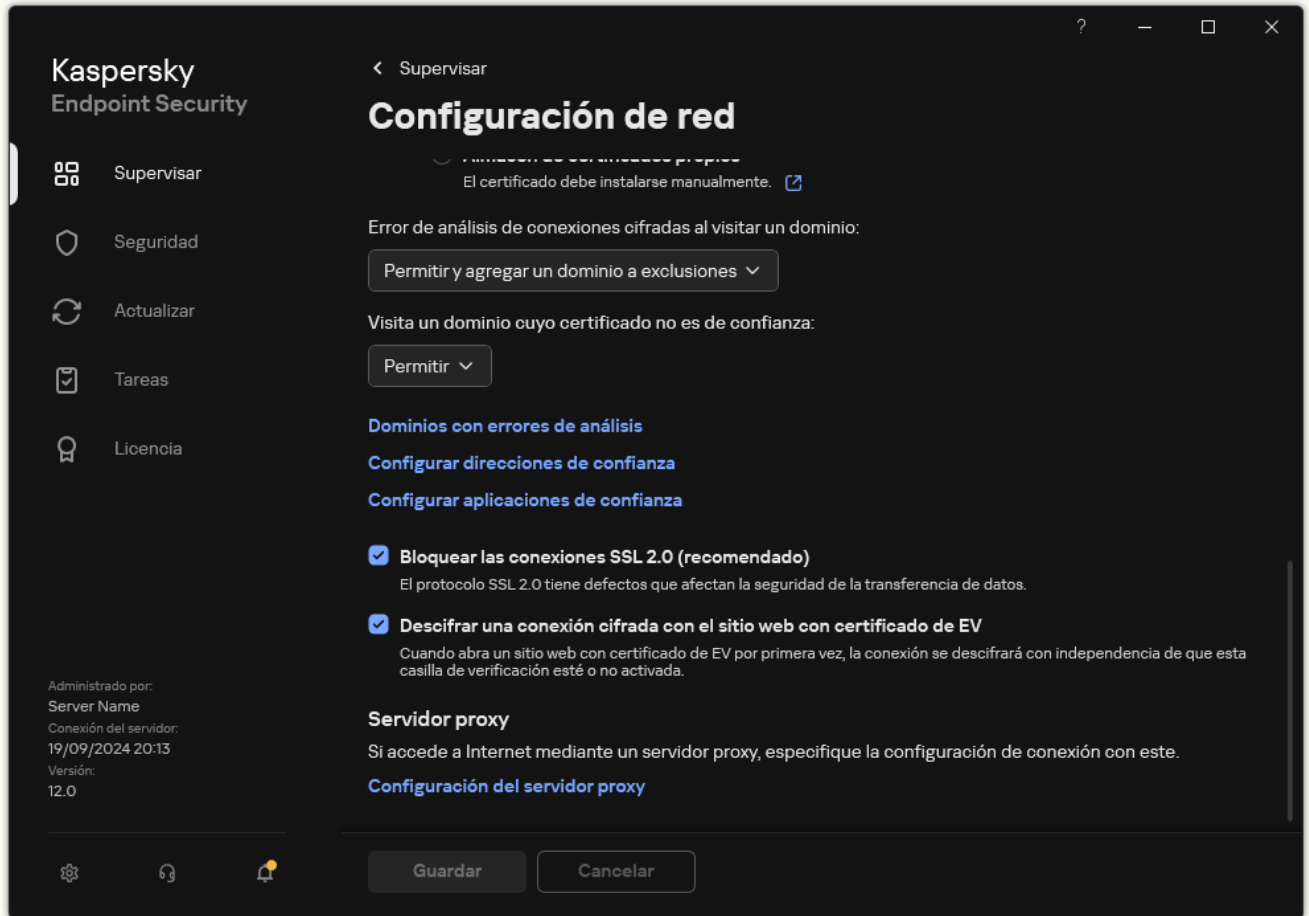 ?
Kaspersky
Endpoint Security
Supervisar
Seguridad
Actualizar
Tareas
Licencia
Administrado por:
Server Name
Conexión del servidor:
19/09/2024 20:13
Versión:
12.0
Supervisar
Configuración de red
Almacén de certificados propios
El certificado debe instalarse manualmente.
Error de análisis de conexiones cifradas al visitar un dominio:
Permitir y agregar un dominio a exclusiones
Visita un dominio cuyo certificado no es de confianza:
Permitir
Dominios con errores de análisis
Configurar direcciones de confianza
Configurar aplicaciones de confianza
Bloquear las conexiones SSL 2.0 (recomendado)
El protocolo SSL 2.0 tiene defectos que afectan la seguridad de la transferencia de datos.
Descifrar una conexión cifrada con el sitio web con certificado de EV
Cuando abra un sitio web con certificado de EV por primera vez, la conexión se descifrará con independencia de que esta
casilla de verificación esté o no activada.
Servidor proxy
Si accede a Internet mediante un servidor proxy, especifique la configuración de conexión con este.
Configuración del servidor proxy
Guardar
Cancelar